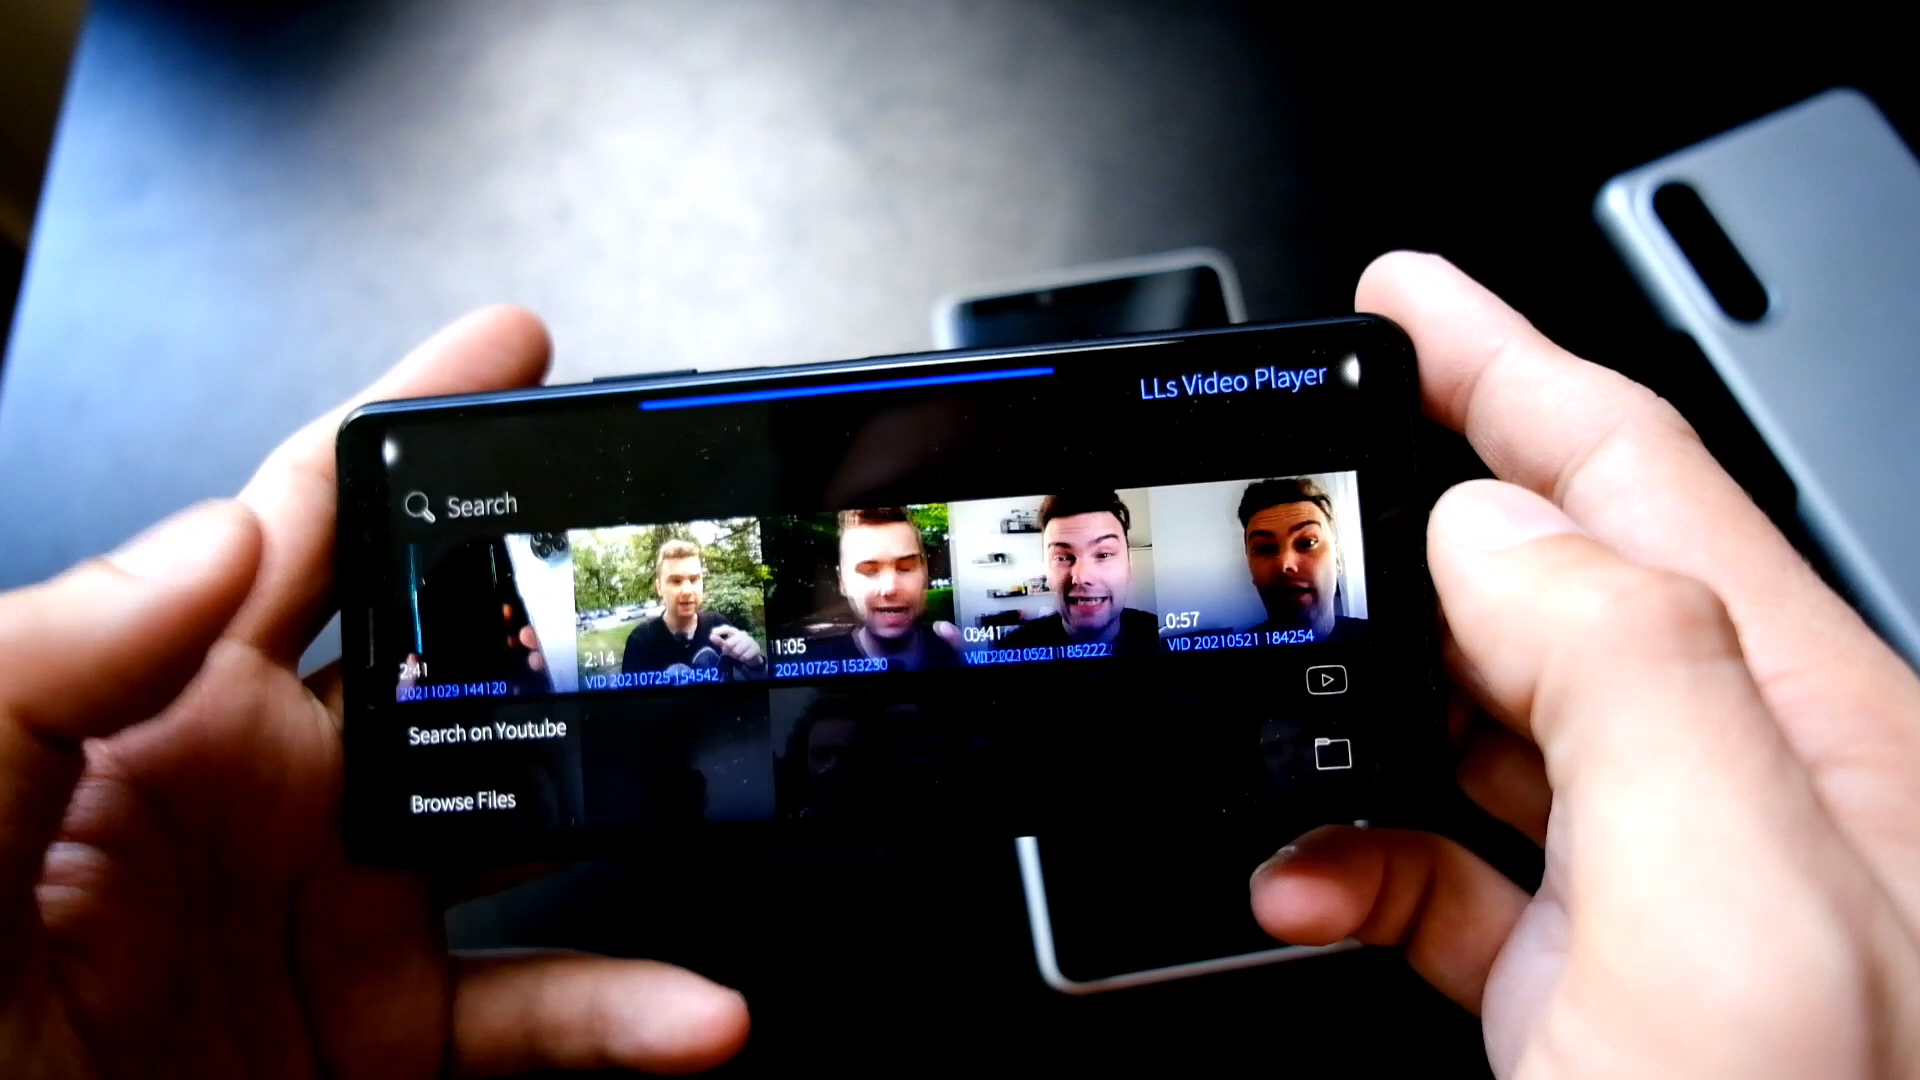 LLs Video Player
Search
2:41
20211029 144120
2:14
VID 20210725 154542
1:05
20210725 153230
0:41
VID 20210521 185222
0:57
VID 20210521 184254
Search on Youtube
Browse Files